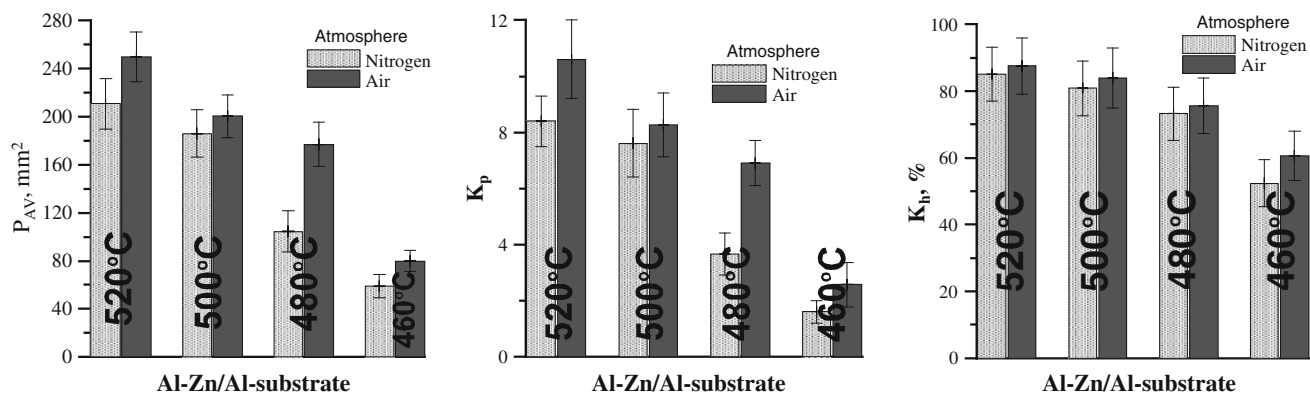 280
240
200
160
120
80
40
0
P_AV, mm²
Atmosphere
Nitrogen
Air
520°C
500°C
480°C
460°C
Al-Zn/Al-substrate
12
8
4
0
K_p
Atmosphere
Nitrogen
Air
520°C
500°C
480°C
460°C
Al-Zn/Al-substrate
100
80
60
40
20
0
K_h, %
Atmosphere
Nitrogen
Air
520°C
500°C
480°C
460°C
Al-Zn/Al-substrate